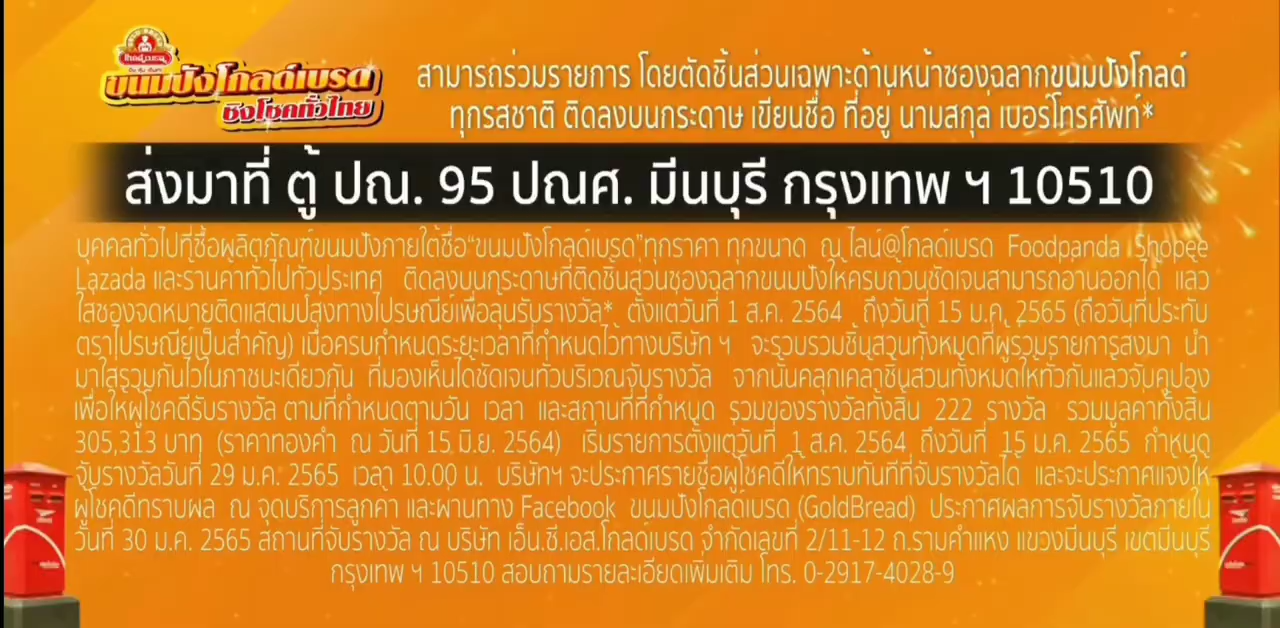 ขนมปังโกลด์เบรด
ชิงโชคทั่วไทย
สามารถร่วมรายการ โดยตัดชิ้นส่วนเฉพาะด้านหน้าซองฉลากขนมปังโกลด์
ทุกรสชาติ ติดลงบนกระดาษ เขียนชื่อ ที่อยู่ นามสกุล เบอร์โทรศัพท์*
ส่งมาที่ ตู้ ปณ. 95 ปณศ. มีนบุรี กรุงเทพ ฯ 10510
บุคคลทั่วไปที่ซื้อผลิตภัณฑ์ขนมปังภายใต้ชื่อ“ขนมปังโกลด์เบรด”ทุกราคา ทุกขนาด ณ ไลน์@โกลด์เบรด Foodpanda Shopee
Lazada และร้านค้าทั่วไปทั่วประเทศ ติดลงบนกระดาษที่ติดชิ้นส่วนซองฉลากขนมปังให้ครบถ้วนชัดเจนสามารถอ่านออกได้ แล้ว
ใส่ซองจดหมายติดแสตมป์ส่งทางไปรษณีย์เพื่อลุ้นรับรางวัล* ตั้งแต่วันที่ 1 ส.ค. 2564 ถึงวันที่ 15 ม.ค. 2565 (ถือวันที่ประทับ
ตราไปรษณีย์เป็นสำคัญ) เมื่อครบกำหนดระยะเวลาที่กำหนดไว้ทางบริษัท ฯ จะรวบรวมชิ้นส่วนทั้งหมดที่ผู้ร่วมรายการส่งมา นำ
มาใส่รวมกันไว้ในภาชนะเดียวกัน ที่มองเห็นได้ชัดเจนทั่วบริเวณจับรางวัล จากนั้นคลุกเคล้าชิ้นส่วนทั้งหมดให้ทั่วกันแล้วจับคูปอง
เพื่อให้ผู้โชคดีรับรางวัล ตามที่กำหนดตามวัน เวลา และสถานที่ที่กำหนด รวมของรางวัลทั้งสิ้น 222 รางวัล รวมมูลค่าทั้งสิ้น
305,313 บาท (ราคาทองคำ ณ วันที่ 15 มิ.ย. 2564) เริ่มรายการตั้งแต่วันที่ 1 ส.ค. 2564 ถึงวันที่ 15 ม.ค. 2565 กำหนด
จับรางวัลวันที่ 29 ม.ค. 2565 เวลา 10.00 น. บริษัทฯ จะประกาศรายชื่อผู้โชคดีให้ทราบทันทีที่จับรางวัลได้ และจะประกาศแจ้งให้
ผู้โชคดีทราบผล ณ จุดบริการลูกค้า และผ่านทาง Facebook ขนมปังโกลด์เบรด (GoldBread) ประกาศผลการจับรางวัลภายใน
วันที่ 30 ม.ค. 2565 สถานที่จับรางวัล ณ บริษัท เอ็น.ซี.เอส.โกลด์เบรด จำกัดเลขที่ 2/11-12 ถ.รามคำแหง แขวงมีนบุรี เขตมีนบุรี
กรุงเทพ ฯ 10510 สอบถามรายละเอียดเพิ่มเติม โทร. 0-2917-4028-9